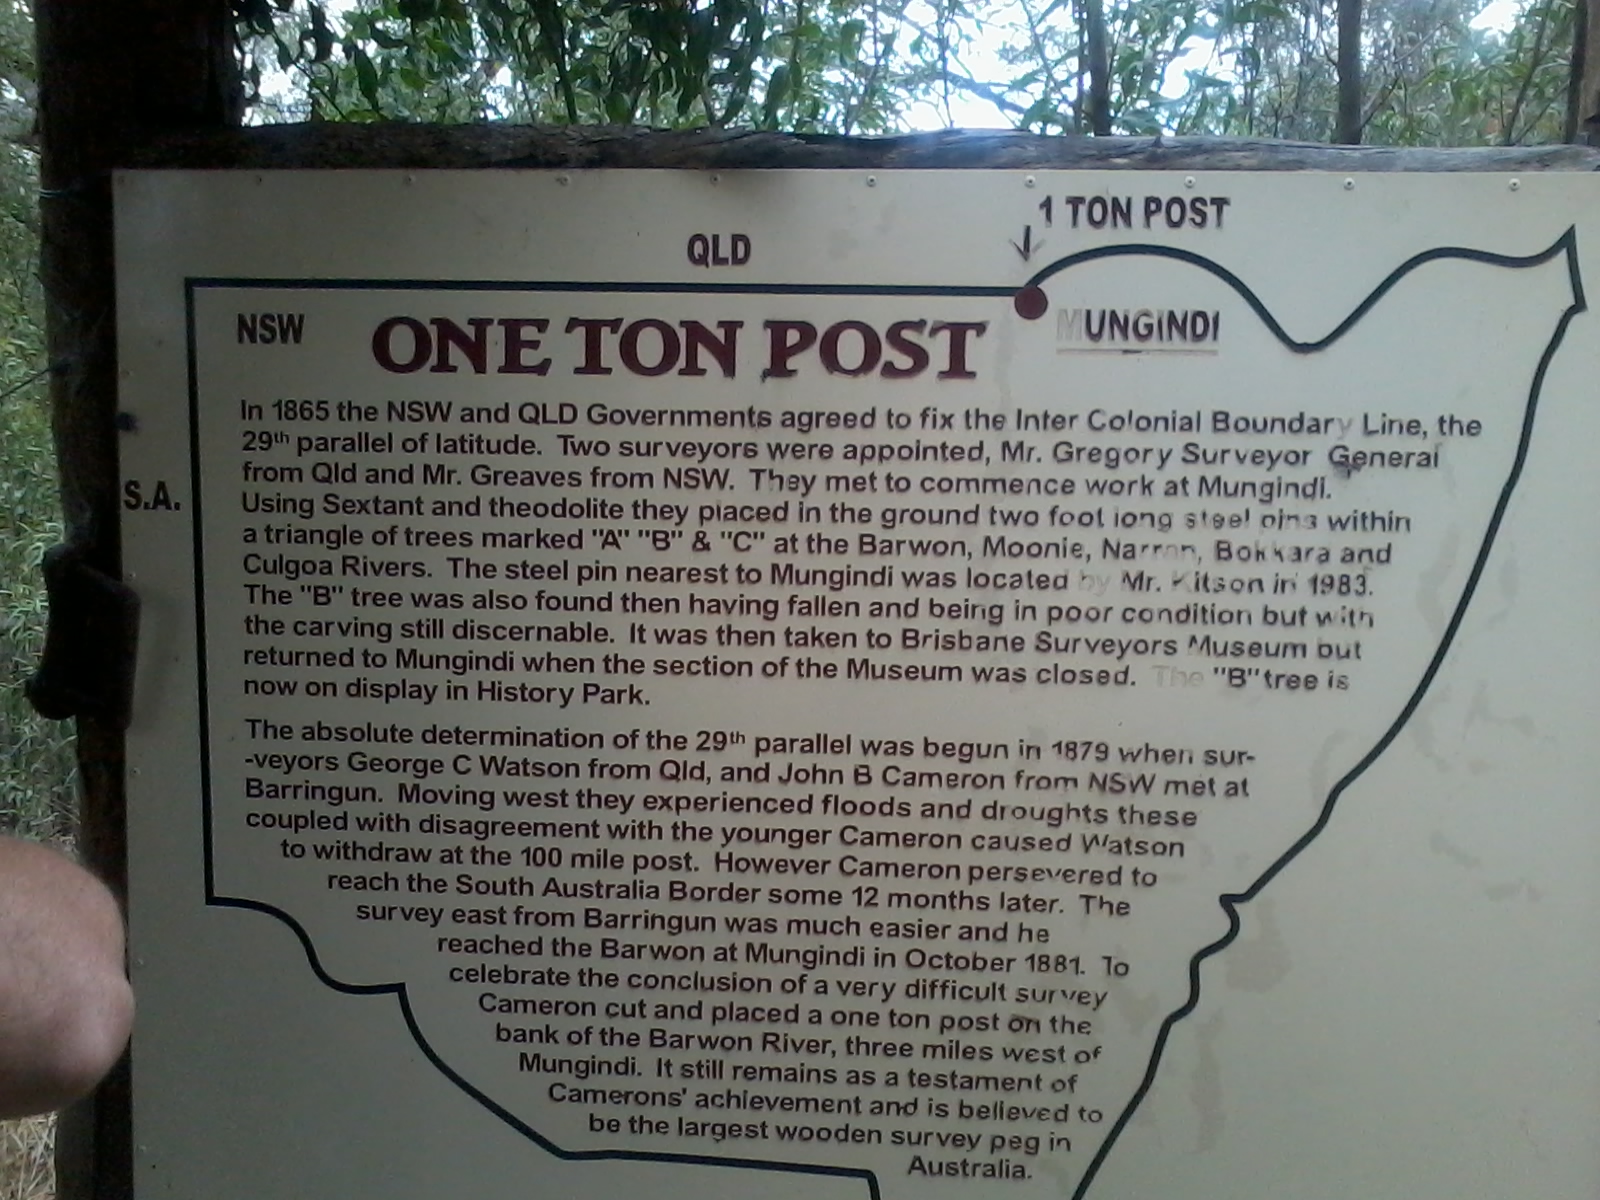 1 TON POST
QLD
NSW
ONE TON POST
MUNGINDI
S.A.
In 1865 the NSW and QLD Governments agreed to fix the Inter Colonial Boundary Line, the
29th parallel of latitude. Two surveyors were appointed, Mr. Gregory Surveyor General
from Qld and Mr. Greaves from NSW. They met to commence work at Mungindi.
Using Sextant and theodolite they placed in the ground two foot long steel pins within
a triangle of trees marked "A" "B" & "C" at the Barwon, Moonie, Narran, Bokkara and
Culgoa Rivers. The steel pin nearest to Mungindi was located by Mr. Kitson in 1983.
The "B" tree was also found then having fallen and being in poor condition but with
the carving still discernable. It was then taken to Brisbane Surveyors Museum but
returned to Mungindi when the section of the Museum was closed. The "B" tree is
now on display in History Park.
The absolute determination of the 29th parallel was begun in 1879 when sur-
-veyors George C Watson from Qld, and John B Cameron from NSW met at
Barringun. Moving west they experienced floods and droughts these
coupled with disagreement with the younger Cameron caused Watson
to withdraw at the 100 mile post. However Cameron persevered to
reach the South Australia Border some 12 months later. The
survey east from Barringun was much easier and he
reached the Barwon at Mungindi in October 1881. To
celebrate the conclusion of a very difficult survey
Cameron cut and placed a one ton post on the
bank of the Barwon River, three miles west of
Mungindi. It still remains as a testament of
Camerons' achievement and is believed to
be the largest wooden survey peg in
Australia.